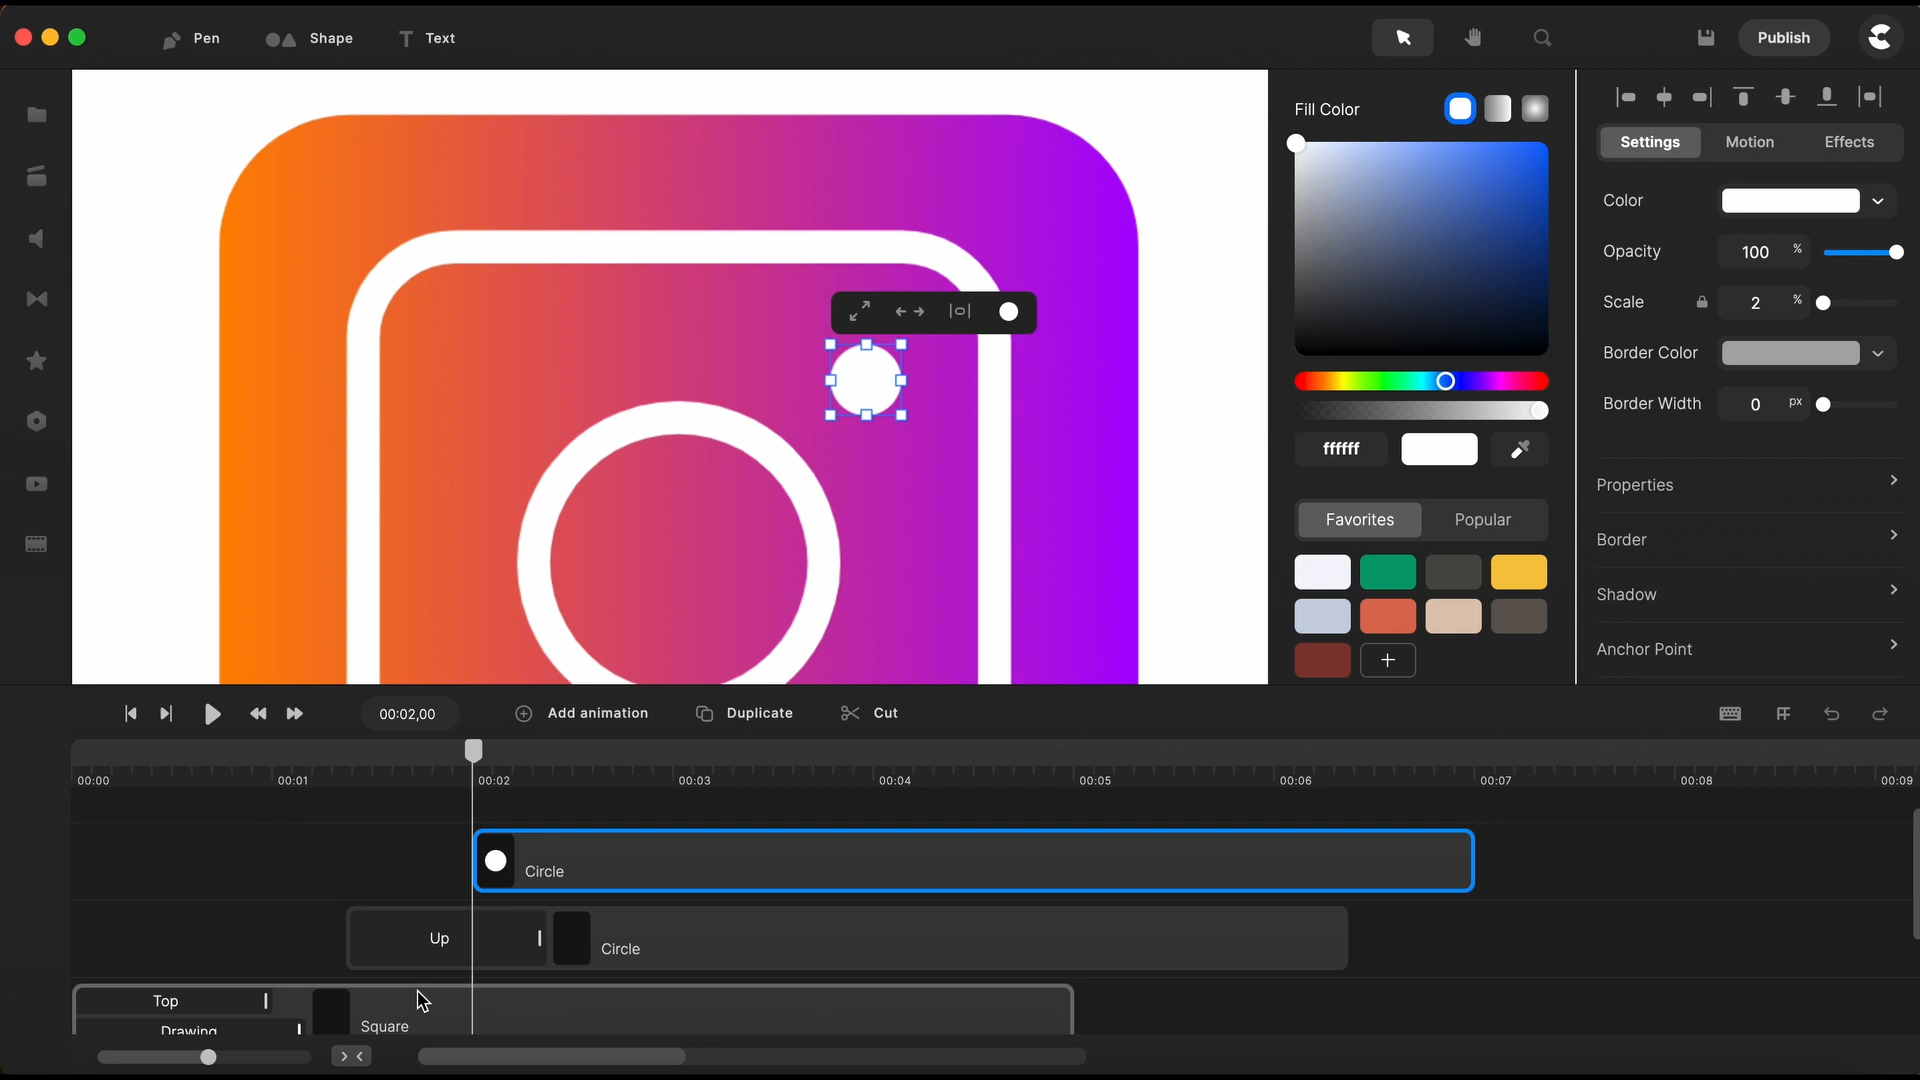 Pen
Shape
Text
Publish
Fill Color
Settings
Motion
Effects
Color
Opacity
100 %
Scale
2 %
Border Color
Border Width
0 px
ffffff
Favorites
Popular
+
Properties
Border
Shadow
Anchor Point
00:02,00
Add animation
Duplicate
Cut
00:00
00:01
00:02
00:03
00:04
00:05
00:06
00:07
00:08
00:09
Circle
Up
Circle
Top
Drawing
Square